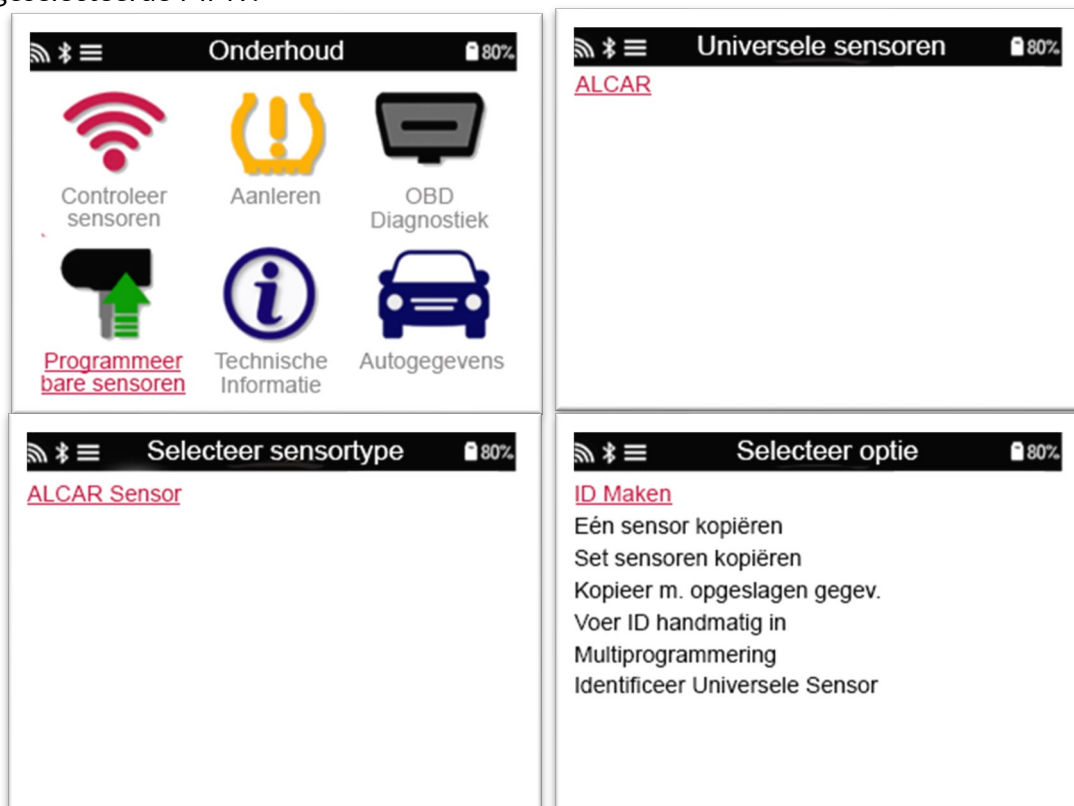 Onderhoud 80%
Controleer
sensoren
Aanleren
OBD
Diagnostiek
Programmeer
bare sensoren
Technische
Informatie
Autogegevens
Universele sensoren 80%
ALCAR
Selecteer sensortype 80%
ALCAR Sensor
Selecteer optie 80%
ID Maken
Eén sensor kopiëren
Set sensoren kopiëren
Kopieer m. opgeslagen gegev.
Voer ID handmatig in
Multiprogrammering
Identificeer Universele Sensor